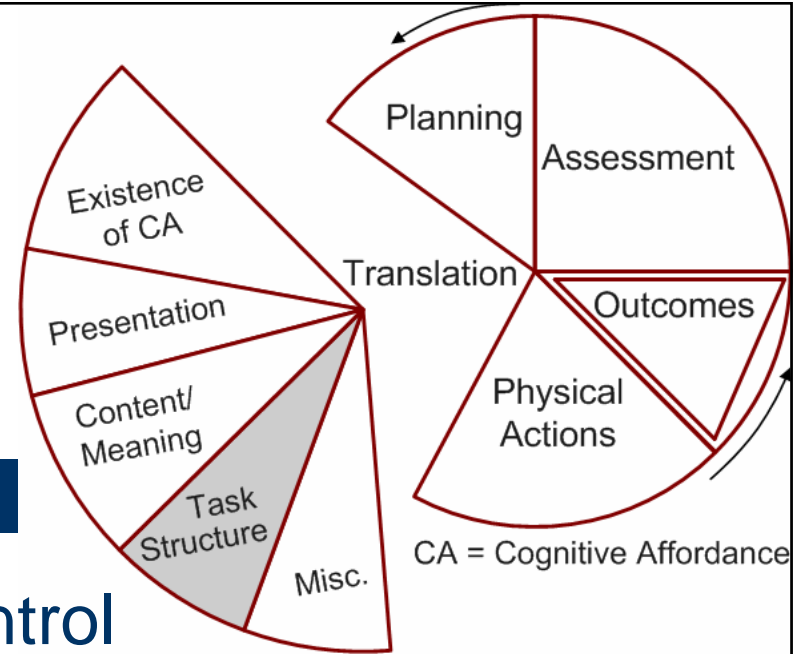 Planning
Assessment
Existence
of CA
Translation
Outcomes
Presentation
Physical
Actions
Content/
Meaning
Task
Structure
CA = Cognitive Affordance
Misc.
ntrol